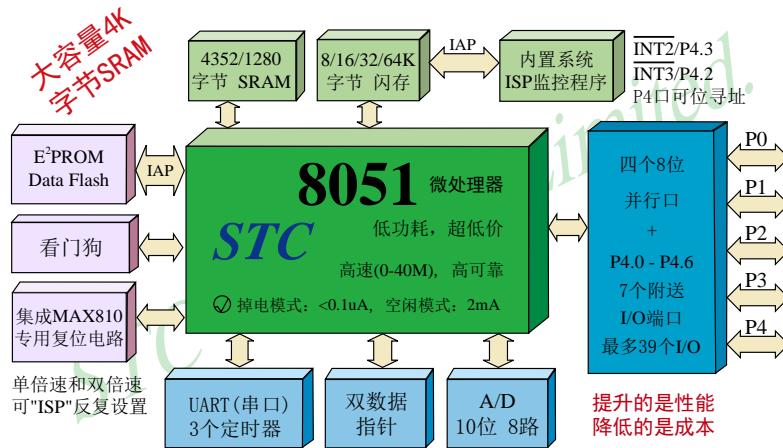 大容量4K
字节SRAM
4352/1280
字节 SRAM
8/16/32/64K
字节 闪存
IAP
内置系统
ISP监控程序
INT2/P4.3
INT3/P4.2
P4口可位寻址
E²PROM
Data Flash
IAP
看门狗
集成MAX810
专用复位电路
单倍速和双倍速
可"ISP"反复设置
8051 微处理器
STC
低功耗，超低价
高速(0-40M)，高可靠
掉电模式：<0.1uA，空闲模式：2mA
四个8位
并行口
+
P4.0 - P4.6
7个附送
I/O端口
最多39个I/O
P0
P1
P2
P3
P4
UART(串口)
3个定时器
双数据
指针
A/D
10位 8路
提升的是性能
降低的是成本
STC
Limited.